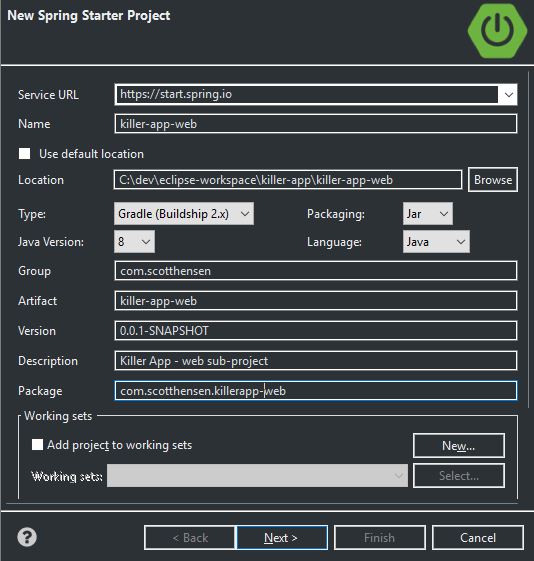 New Spring Starter Project
Service URL https://start.spring.io
Name killer-app-web
Use default location
Location C:\dev\eclipse-workspace\killer-app\killer-app-web Browse
Type: Gradle (Buildship 2.x) Packaging: Jar
Java Version: 8 Language: Java
Group com.scotthensen
Artifact killer-app-web
Version 0.0.1-SNAPSHOT
Description Killer App - web sub-project
Package com.scotthensen.killerapp-web
Working sets
Add project to working sets New...
Working sets: Select...
? < Back Next > Finish Cancel